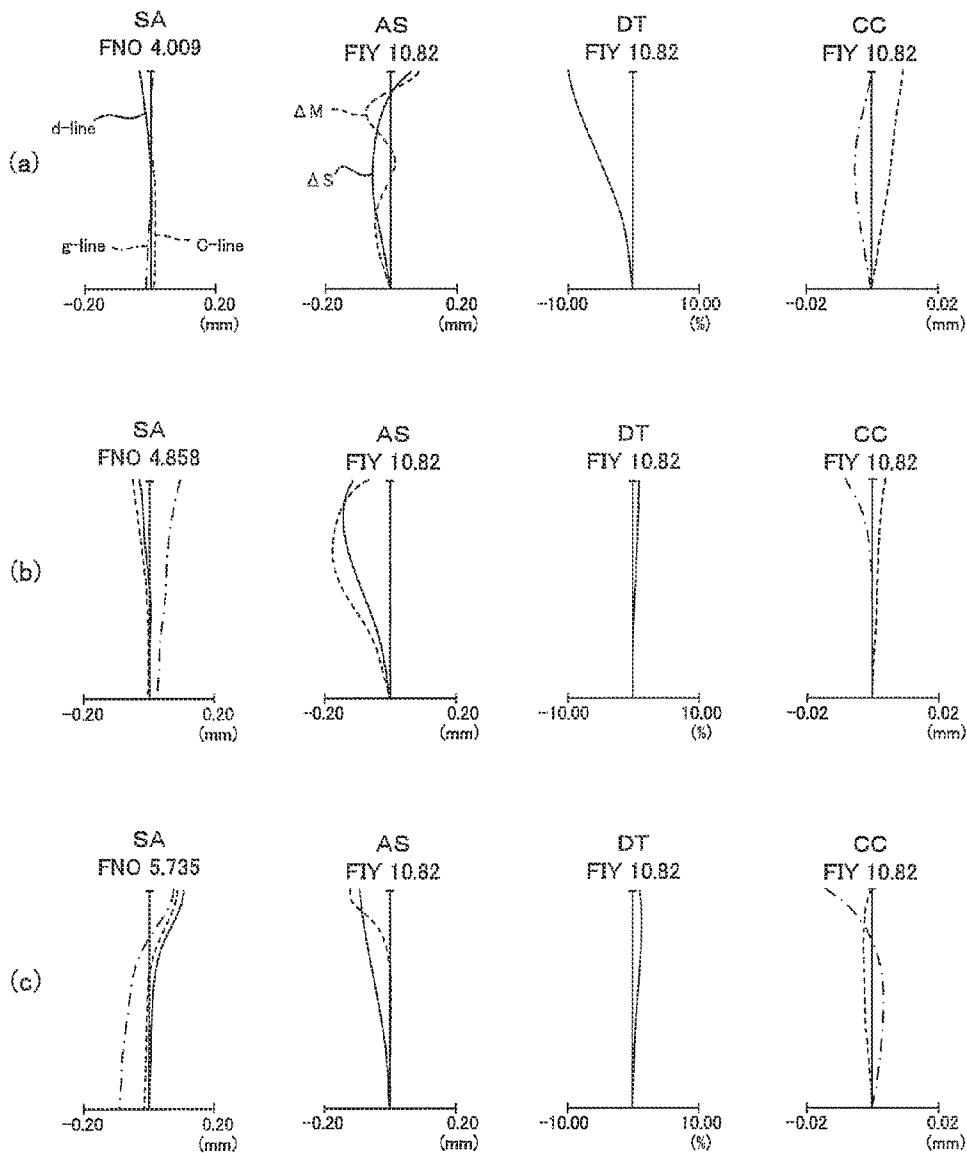 SA
FNO 4.009
AS
FIY 10.82
DT
FIY 10.82
CC
FIY 10.82
(a)
d-line
g-line
C-line
ΔM
ΔS
-0.20 0.20
(mm)
-0.20 0.20
(mm)
-10.00 10.00
(%)
-0.02 0.02
(mm)
(b)
SA
FNO 4.858
AS
FIY 10.82
DT
FIY 10.82
CC
FIY 10.82
-0.20 0.20
(mm)
-0.20 0.20
(mm)
-10.00 10.00
(%)
-0.02 0.02
(mm)
(c)
SA
FNO 5.735
AS
FIY 10.82
DT
FIY 10.82
CC
FIY 10.82
-0.20 0.20
(mm)
-0.20 0.20
(mm)
-10.00 10.00
(%)
-0.02 0.02
(mm)